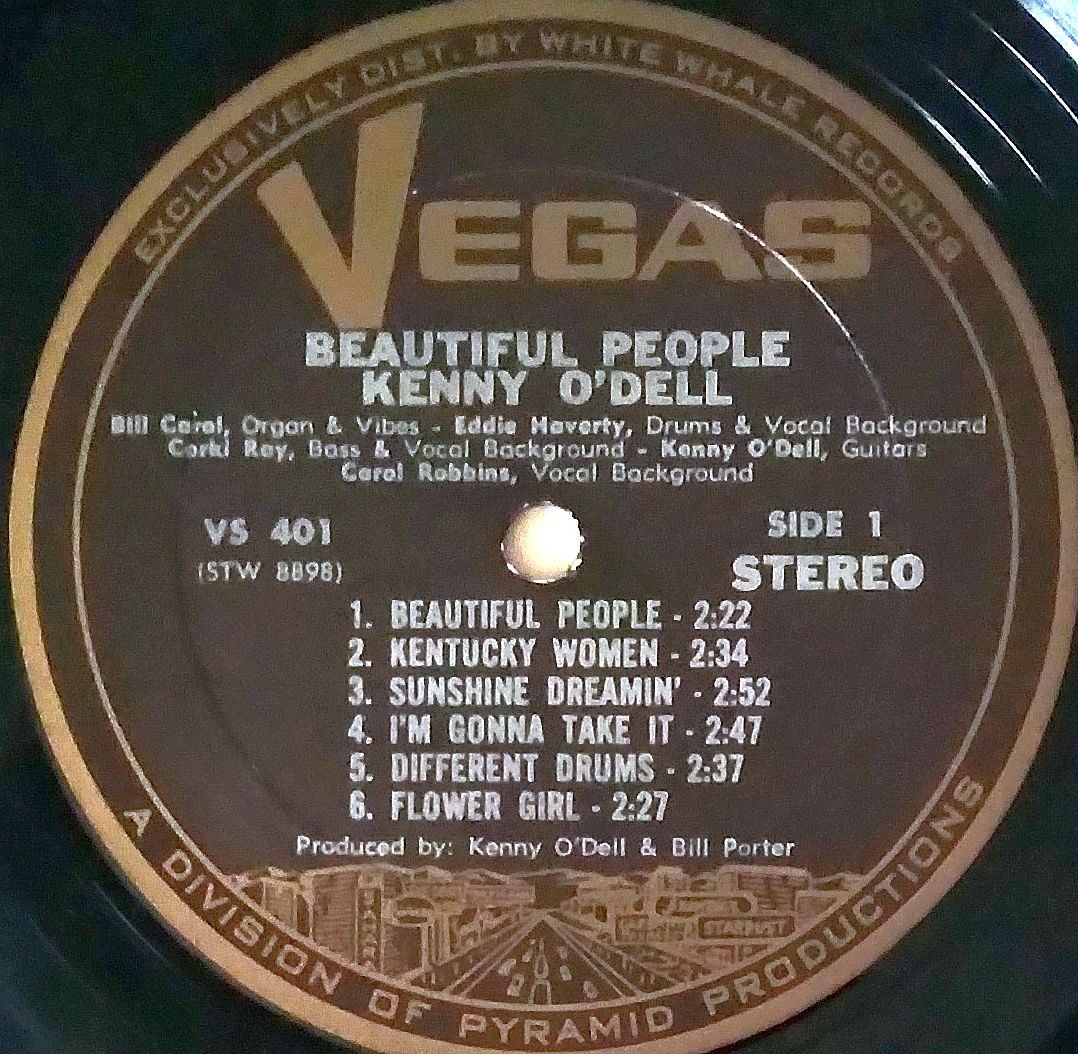 EXCLUSIVELY DIST. BY WHITE WHALE RECORDS
VEGAS
BEAUTIFUL PEOPLE
KENNY O'DELL
Bill Carol, Organ & Vibes - Eddie Haverty, Drums & Vocal Background
Corki Ray, Bass & Vocal Background - Kenny O'Dell, Guitars
Carol Robbins, Vocal Background
VS 401
(STW 8898)
SIDE 1
STEREO
1. BEAUTIFUL PEOPLE - 2:22
2. KENTUCKY WOMEN - 2:34
3. SUNSHINE DREAMIN' - 2:52
4. I'M GONNA TAKE IT - 2:47
5. DIFFERENT DRUMS - 2:37
6. FLOWER GIRL - 2:27
Produced by: Kenny O'Dell & Bill Porter
STARDUST
A DIVISION OF PYRAMID PRODUCTIONS